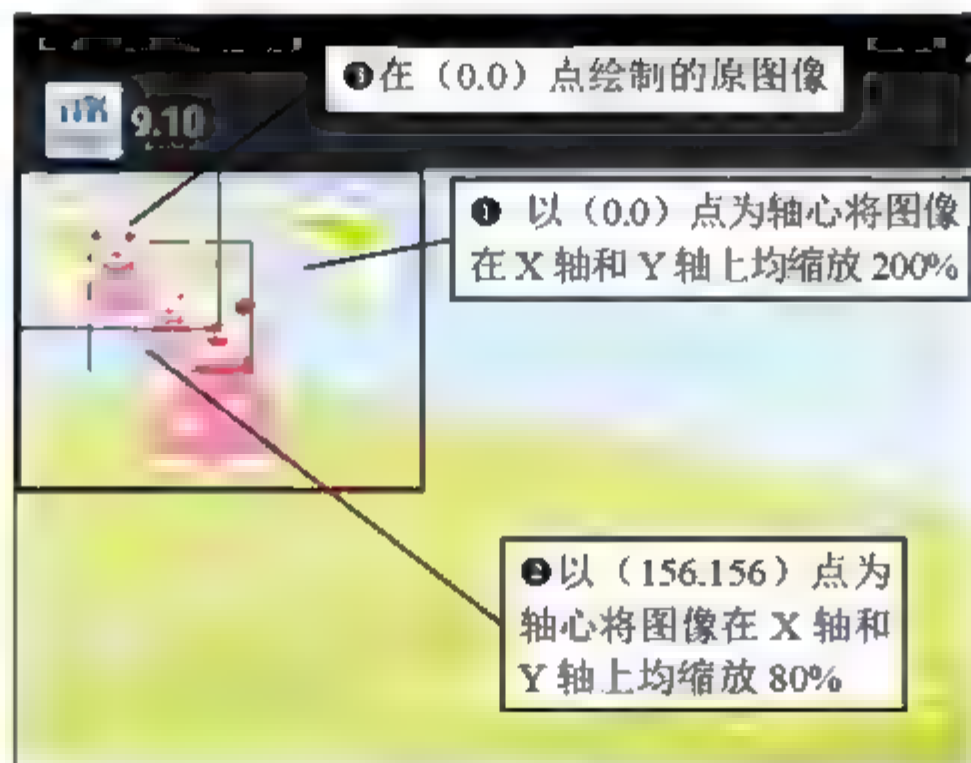 ❸在（0.0）点绘制的原图像
9.10
❶ 以（0.0）点为轴心将图像
在 X 轴和 Y 轴上均缩放 200%
❷以（156.156）点为
轴心将图像在 X 轴和
Y 轴上均缩放 80%